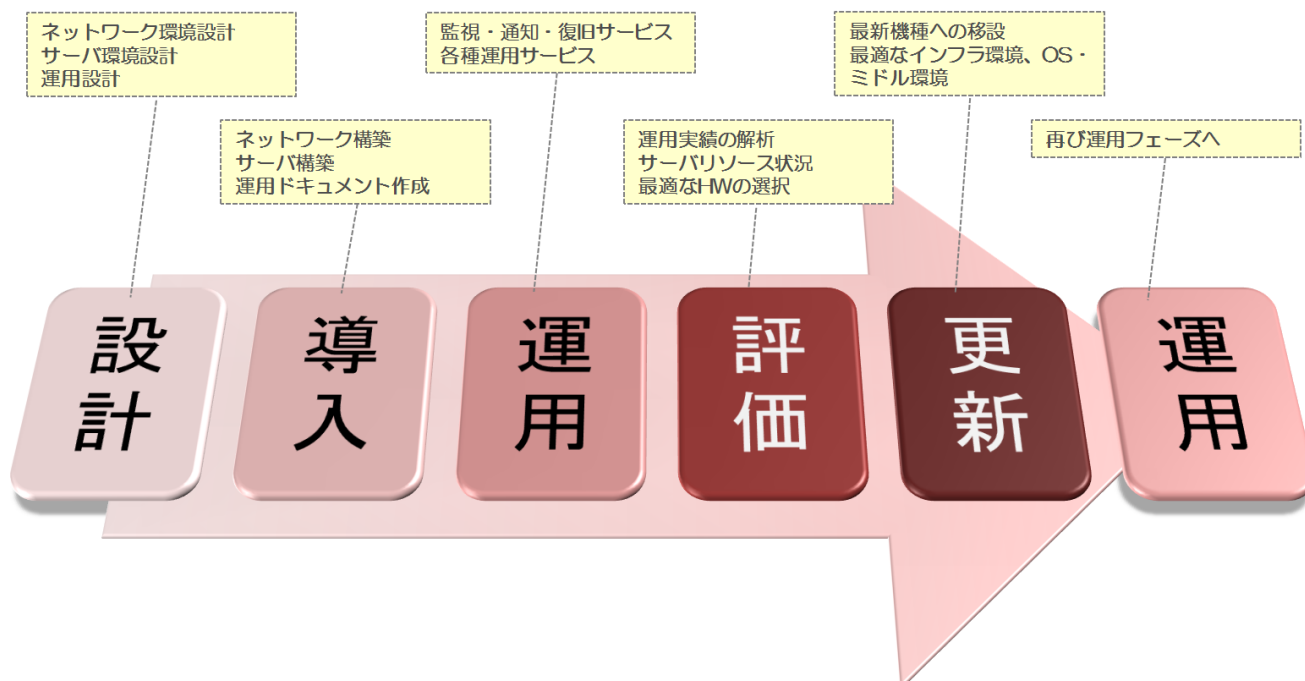 ネットワーク環境設計
サーバ環境設計
運用設計
監視・通知・復旧サービス
各種運用サービス
最新機種への移設
最適なインフラ環境、OS・
ミドル環境
ネットワーク構築
サーバ構築
運用ドキュメント作成
運用実績の解析
サーバリソース状況
最適なHWの選択
再び運用フェーズへ
設計
導入
運用
評価
更新
運用